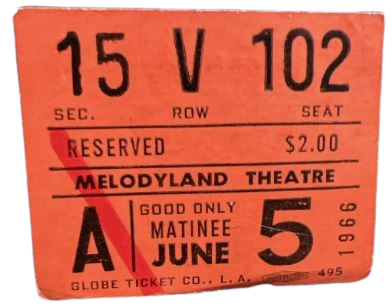 15 V 102
SEC. ROW SEAT
RESERVED $2.00
MELODYLAND THEATRE
A GOOD ONLY MATINEE JUNE 5 1966
GLOBE TICKET CO., L. A. 495